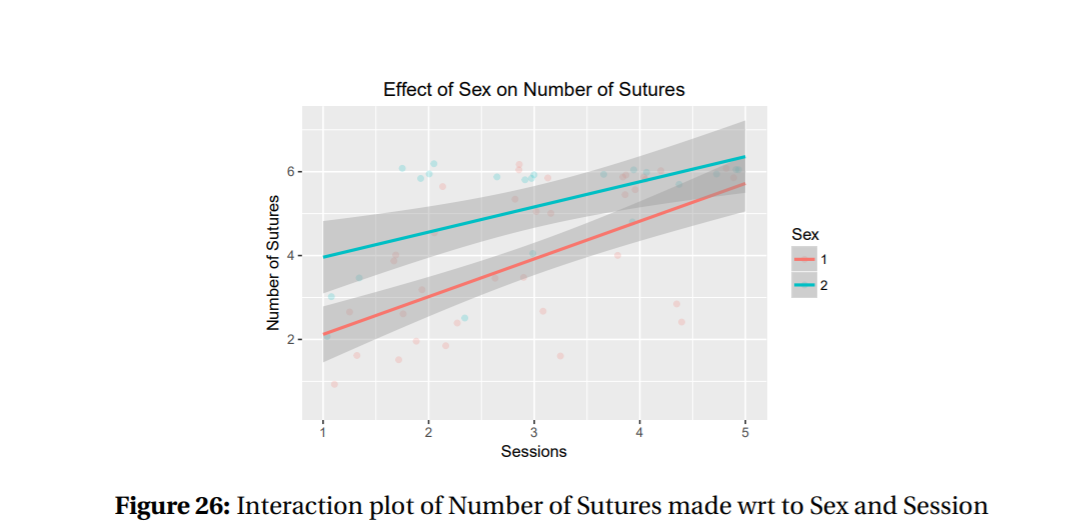 Effect of Sex on Number of Sutures
Number of Sutures
6
4
2
1 2 3 4 5
Sessions
Sex
1
2
Figure 26: Interaction plot of Number of Sutures made wrt to Sex and Session